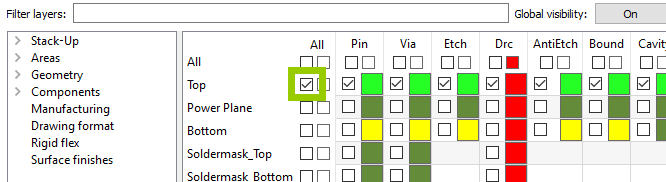 Filter layers: Global visibility: On
Stack-Up
Areas
Geometry
Components
Manufacturing
Drawing format
Rigid flex
Surface finishes
All Pin Via Etch Drc AntiEtch Bound Cavity
All
Top
Power Plane
Bottom
Soldermask_Top
Soldermask_Bottom